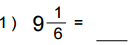 1) 9 1/6 = ___